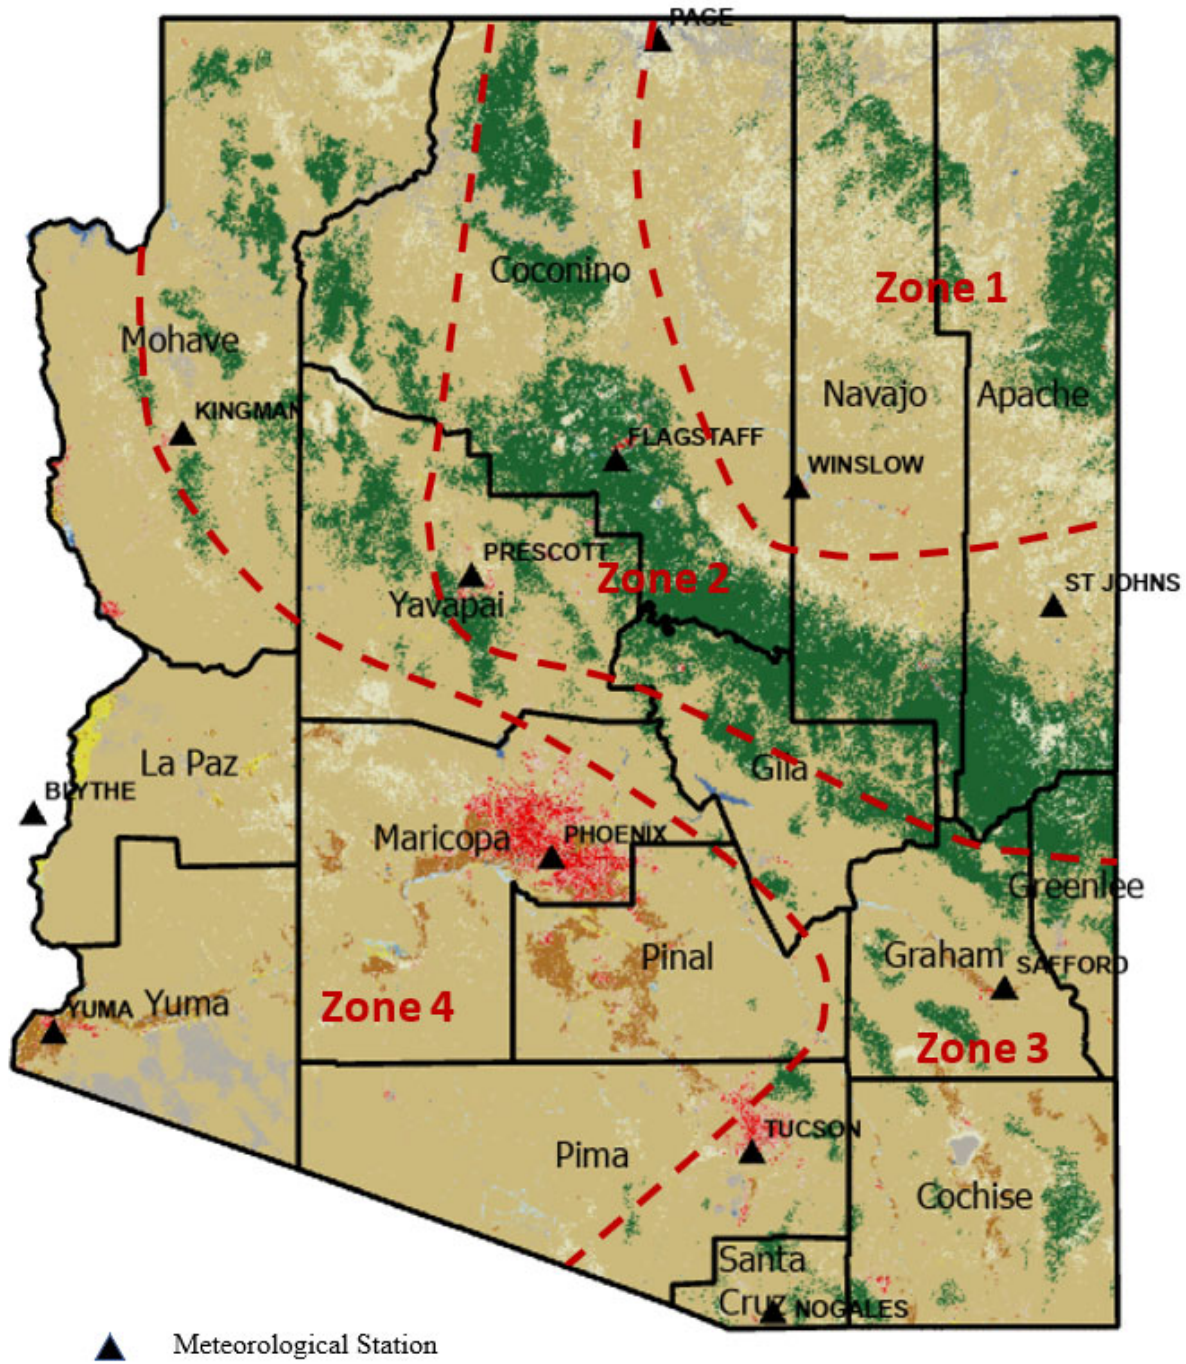 PAGE
Coconino
Zone 1
Mohave
Navajo
Apache
KINGMAN
FLAGSTAFF
WINSLOW
PRESCOTT
Zone 2
ST JOHNS
Yavapai
La Paz
Gila
BLYTHE
Maricopa
PHOENIX
Greenlee
Pinal
Graham
SAFFORD
Zone 4
YUMA
Yuma
Zone 3
TUCSON
Pima
Cochise
Santa
Cruz
NOGALES
Meteorological Station